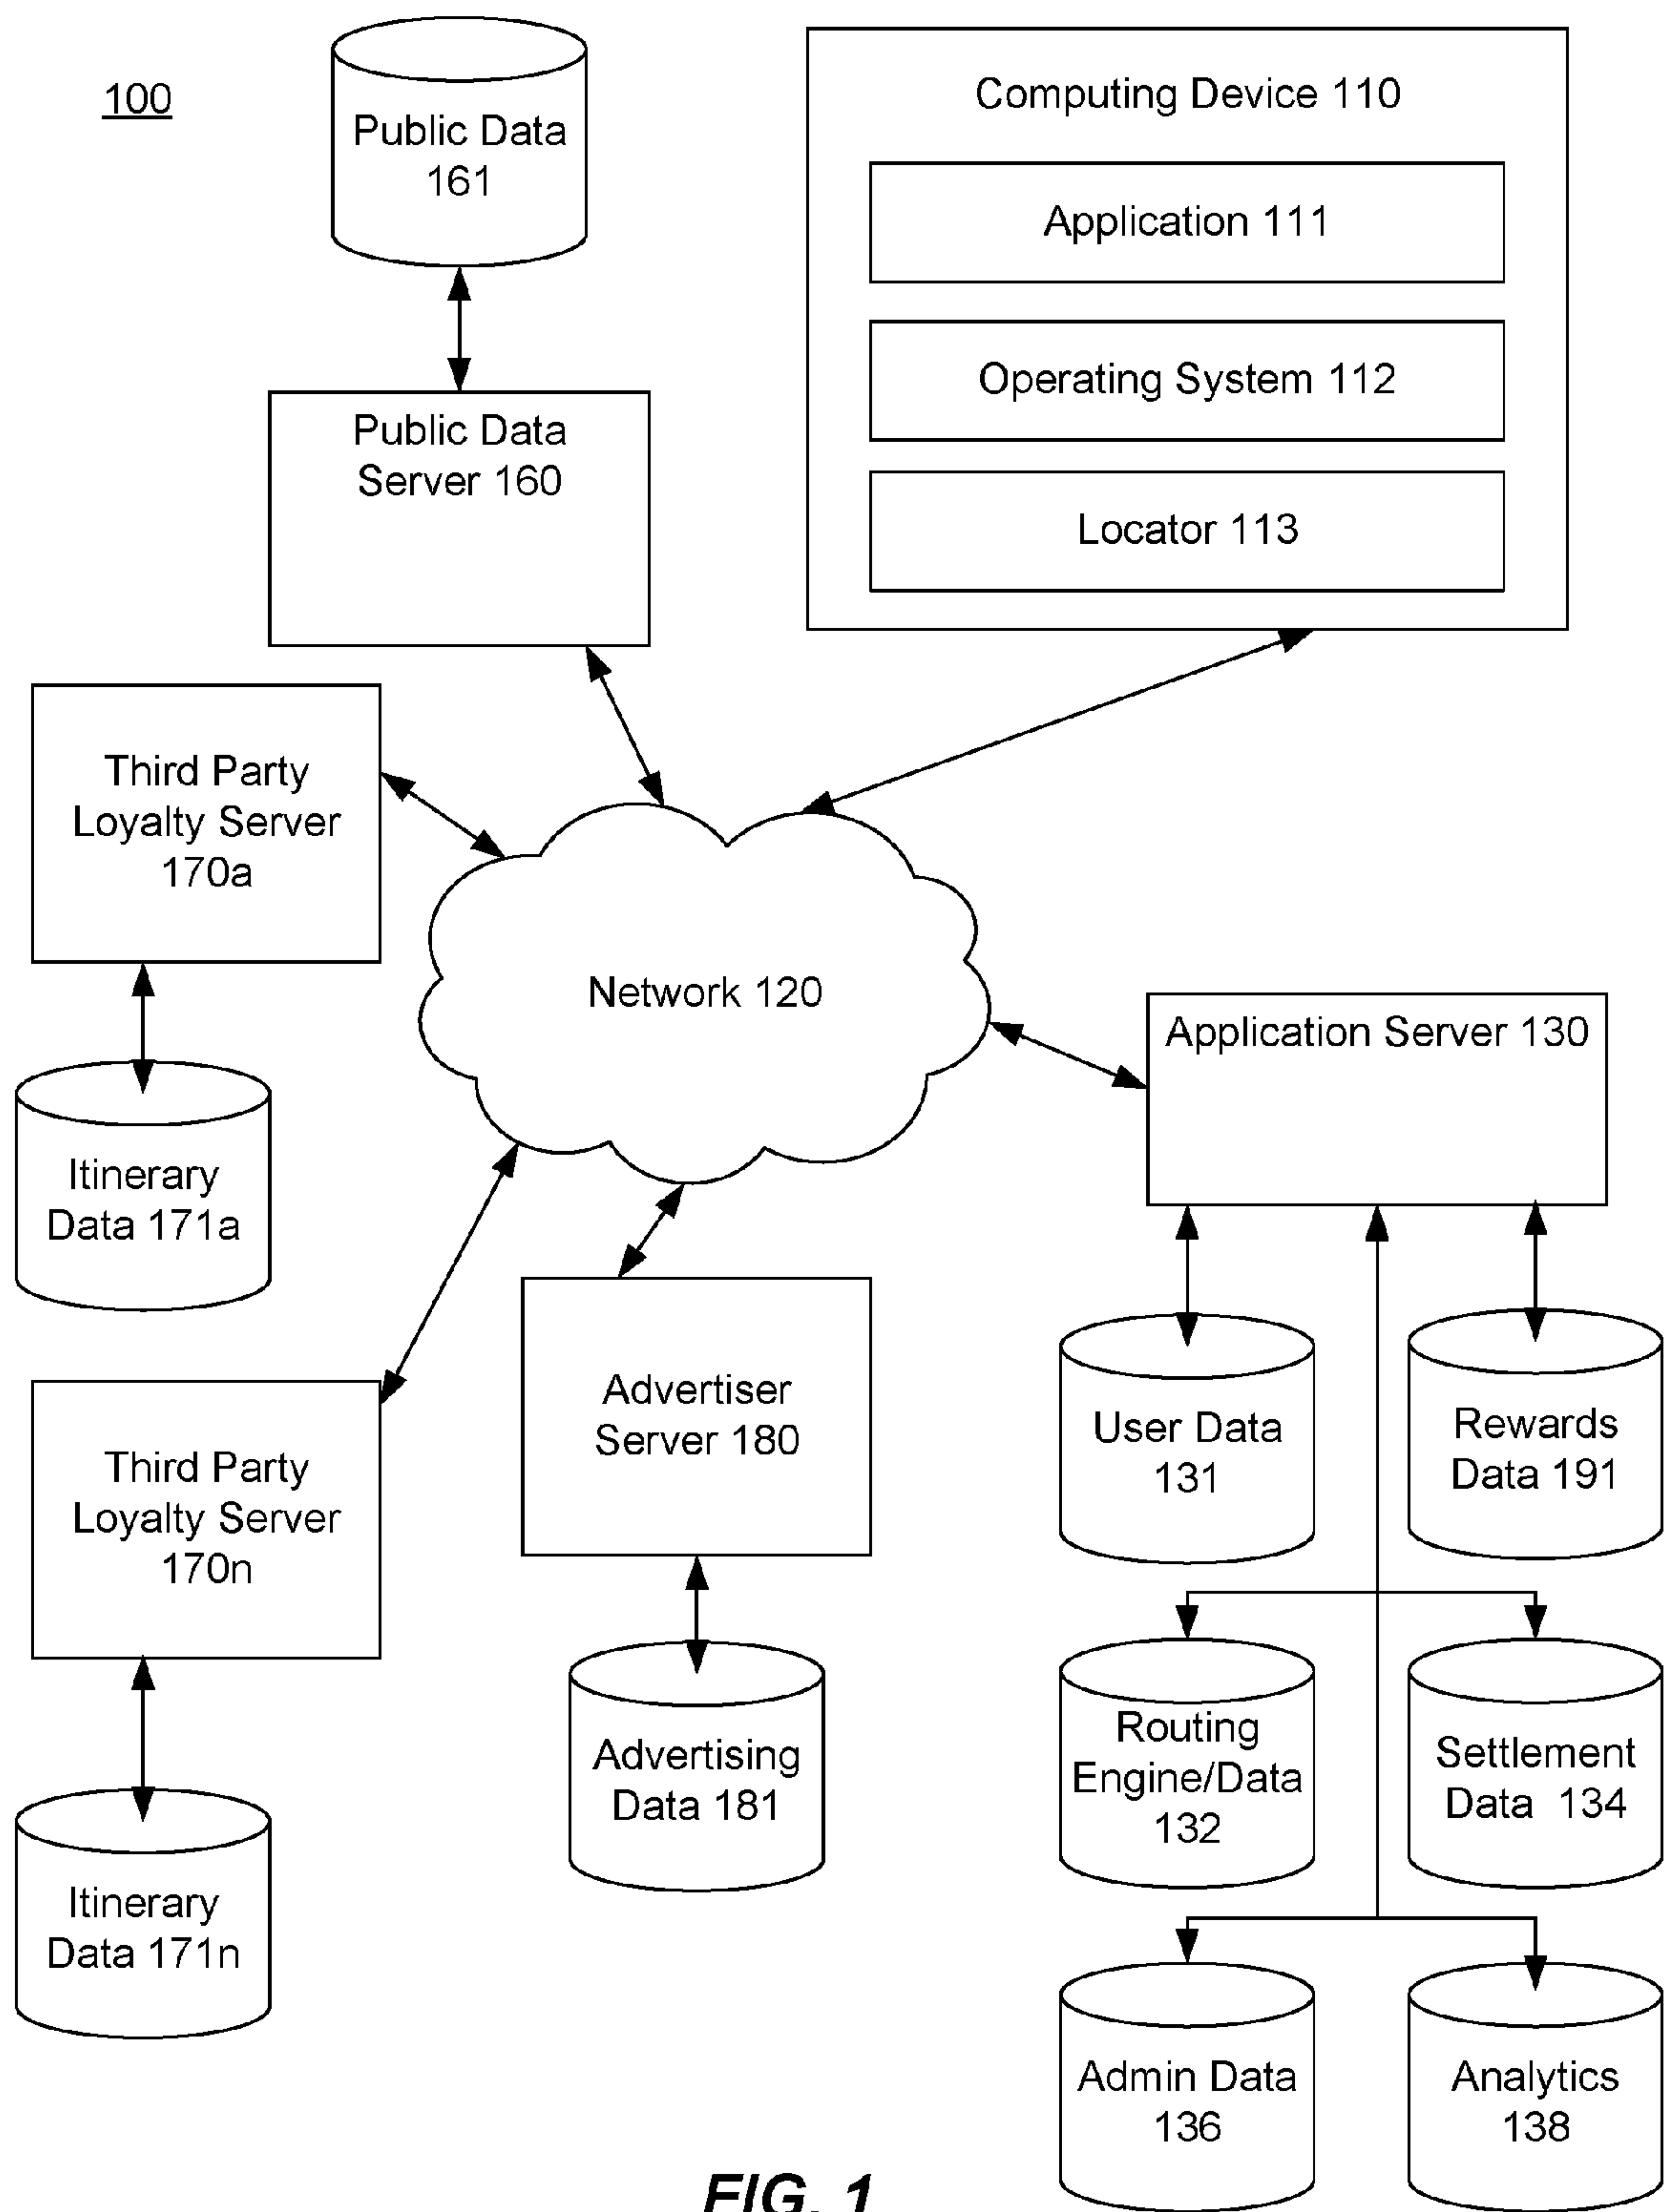 100
Public Data
161
Computing Device 110
Application 111
Operating System 112
Locator 113
Public Data
Server 160
Third Party
Loyalty Server
170a
Network 120
Application Server 130
Itinerary
Data 171a
Advertiser
Server 180
User Data
131
Rewards
Data 191
Third Party
Loyalty Server
170n
Advertising
Data 181
Routing
Engine/Data
132
Settlement
Data 134
Itinerary
Data 171n
Admin Data
136
Analytics
138
FIG. 1